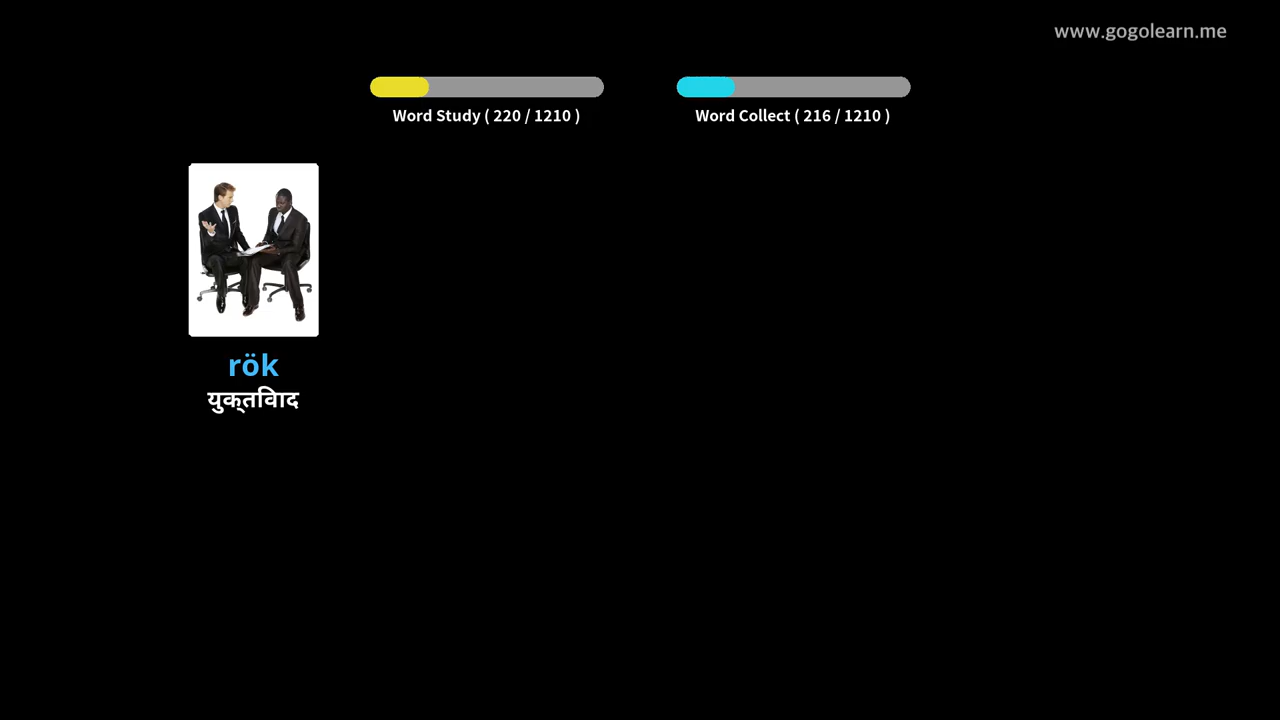 www.gogolearn.me
Word Study ( 220 / 1210 )
Word Collect ( 216 / 1210 )
rök
युक्तिवाद